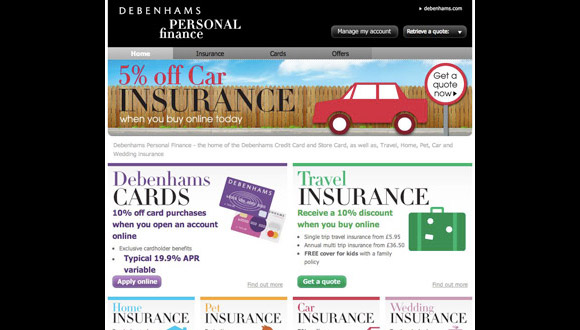 DEBENHAMS
PERSONAL
finance
debenhams.com
Manage my account
Retrieve a quote:
Home
Insurance
Cards
Offers
5% off Car
INSURANCE
when you buy online today
Get a
quote
now
Debenhams Personal Finance - the home of the Debenhams Credit Card and Store Card, as well as, Travel, Home, Pet, Car and
Wedding insurance
Debenhams
CARDS
10% off card purchases
when you open an account
online
• Exclusive cardholder benefits
• Typical 19.9% APR
variable
Apply online
Find out more
DEBENHAMS
Travel
INSURANCE
Receive a 10% discount
when you buy online
• Single trip travel insurance from £5.95
• Annual multi trip insurance from £36.50
• FREE cover for kids with a family
policy
Get a quote
Find out more
Home
INSURANCE
Pet
INSURANCE
Car
INSURANCE
Wedding
INSURANCE